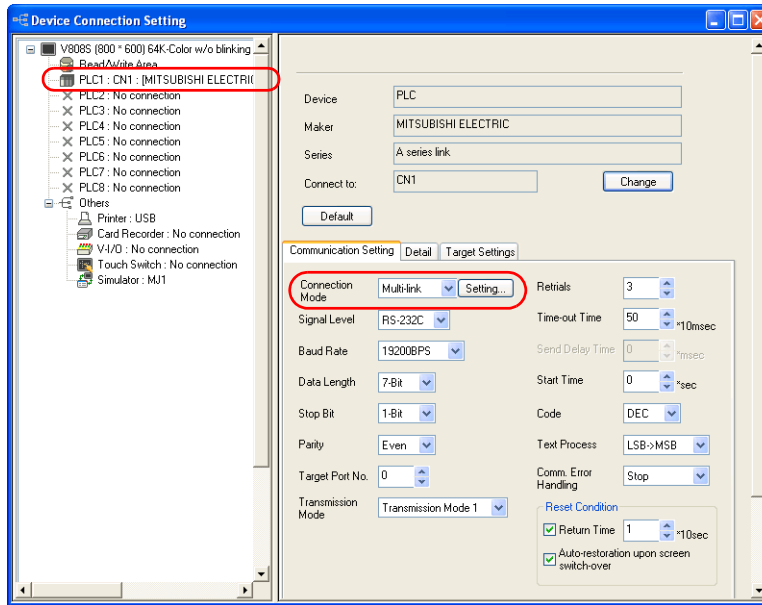 Device Connection Setting
V808S (800 * 600) 64K-Color w/o blinking
Read/Write Area
PLC1 : CN1 : [MITSUBISHI ELECTRIC
PLC2 : No connection
PLC3 : No connection
PLC4 : No connection
PLC5 : No connection
PLC6 : No connection
PLC7 : No connection
PLC8 : No connection
Others
Printer : USB
Card Recorder : No connection
V-I/O : No connection
Touch Switch : No connection
Simulator : MJ1
Device PLC
Maker MITSUBISHI ELECTRIC
Series A series link
Connect to: CN1 Change
Default
Communication Setting Detail Target Settings
Connection Mode Multi-link Setting...
Signal Level RS-232C
Baud Rate 19200BPS
Data Length 7-Bit
Stop Bit 1-Bit
Parity Even
Target Port No. 0
Transmission Mode Transmission Mode 1
Retrials 3
Time-out Time 50 *10msec
Send Delay Time 0 *msec
Start Time 0 *sec
Code DEC
Text Process LSB->MSB
Comm. Error Handling Stop
Reset Condition
Return Time 1 *10sec
Auto-restoration upon screen
switch-over